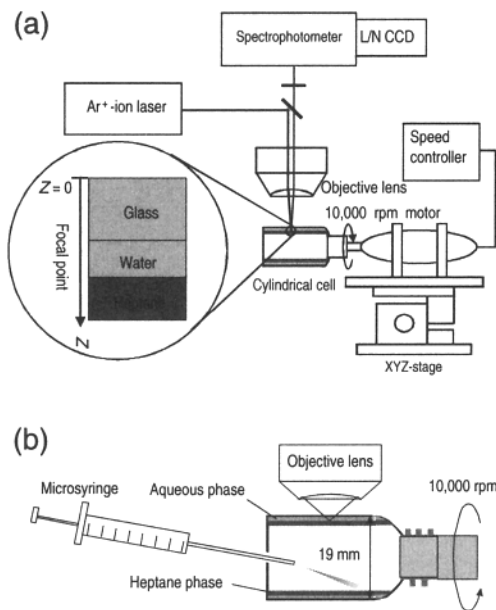 (a)
Spectrophotometer
L/N CCD
Ar+-ion laser
Speed
controller
Objective lens
Z = 0
Glass
Focal point
10,000 rpm motor
Water
Cylindrical cell
Z
XYZ-stage
(b)
Objective lens
Microsyringe
Aqueous phase
10,000 rpm
19 mm
Heptane phase